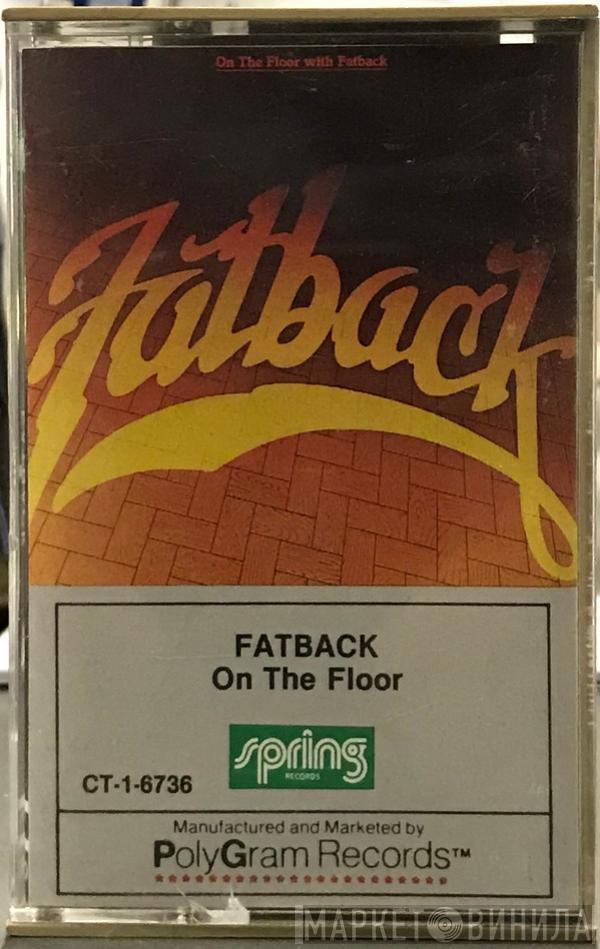 On The Floor with Fatback
Fatback
FATBACK
On The Floor
spring
RECORDS
CT-1-6736
Manufactured and Marketed by
PolyGram Records™
МАРКЕТ ВИНИЛА